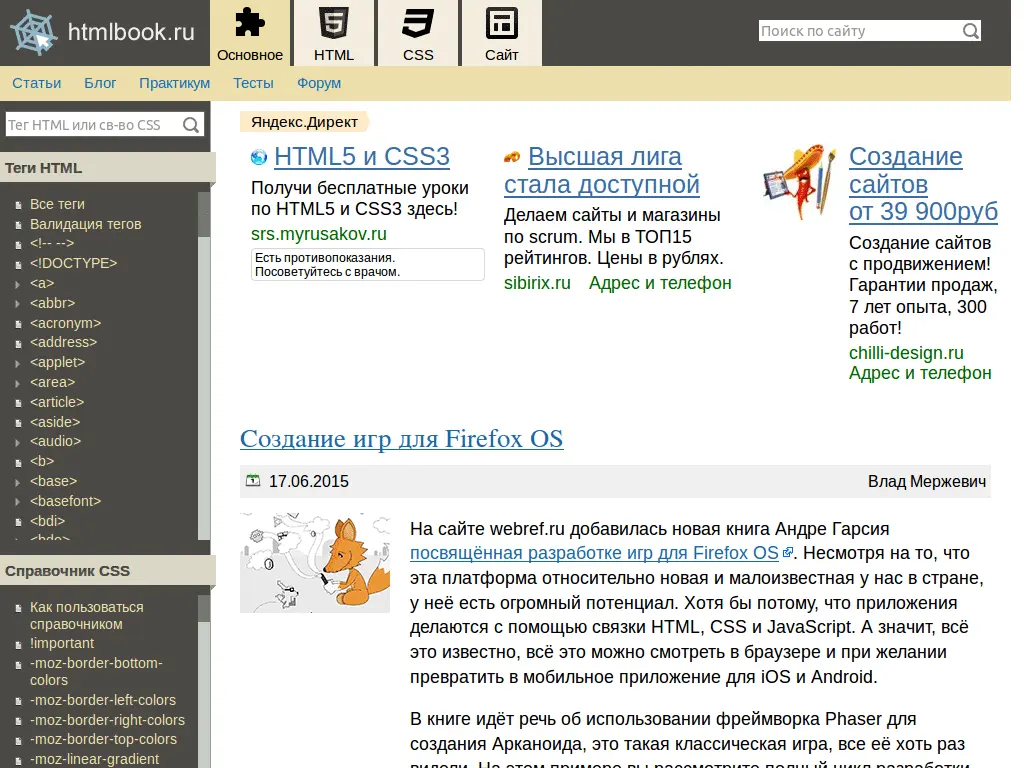 htmlbook.ru
Основное
HTML
CSS
Сайт
Поиск по сайту
Статьи Блог Практикум Тесты Форум
Тег HTML или св-во CSS
Теги HTML
Все теги
Валидация тегов
<!-- -->
<!DOCTYPE>
<a>
<abbr>
<acronym>
<address>
<applet>
<area>
<article>
<aside>
<audio>
<b>
<base>
<basefont>
<bdi>
<bdo>
Справочник CSS
Как пользоваться
справочником
!important
-moz-border-bottom-
colors
-moz-border-left-colors
-moz-border-right-colors
-moz-border-top-colors
-moz-linear-gradient
Яндекс.Директ
HTML5 и CSS3
Получи бесплатные уроки
по HTML5 и CSS3 здесь!
srs.myrusakov.ru
Есть противопоказания.
Посоветуйтесь с врачом.
Высшая лига
стала доступной
Делаем сайты и магазины
по scrum. Мы в ТОП15
рейтингов. Цены в рублях.
sibirix.ru Адрес и телефон
Создание
сайтов
от 39 900руб
Создание сайтов
с продвижением!
Гарантии продаж,
7 лет опыта, 300
работ!
chilli-design.ru
Адрес и телефон
Создание игр для Firefox OS
17.06.2015 Влад Мержевич
На сайте webref.ru добавилась новая книга Андре Гарсия
посвящённая разработке игр для Firefox OS. Несмотря на то, что
эта платформа относительно новая и малоизвестная у нас в стране,
у неё есть огромный потенциал. Хотя бы потому, что приложения
делаются с помощью связки HTML, CSS и JavaScript. А значит, всё
это известно, всё это можно смотреть в браузере и при желании
превратить в мобильное приложение для iOS и Android.
В книге идёт речь об использовании фреймворка Phaser для
создания Арканоида, это такая классическая игра, все её хоть раз
видели. На этом примере вы рассмотрите полный цикл разработки